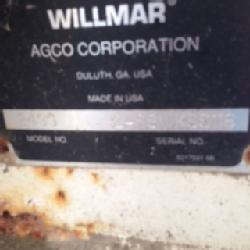 WILLMAR®
AGCO CORPORATION
DULUTH, GA. USA
MADE IN USA
MODEL NO.
SERIAL NO.